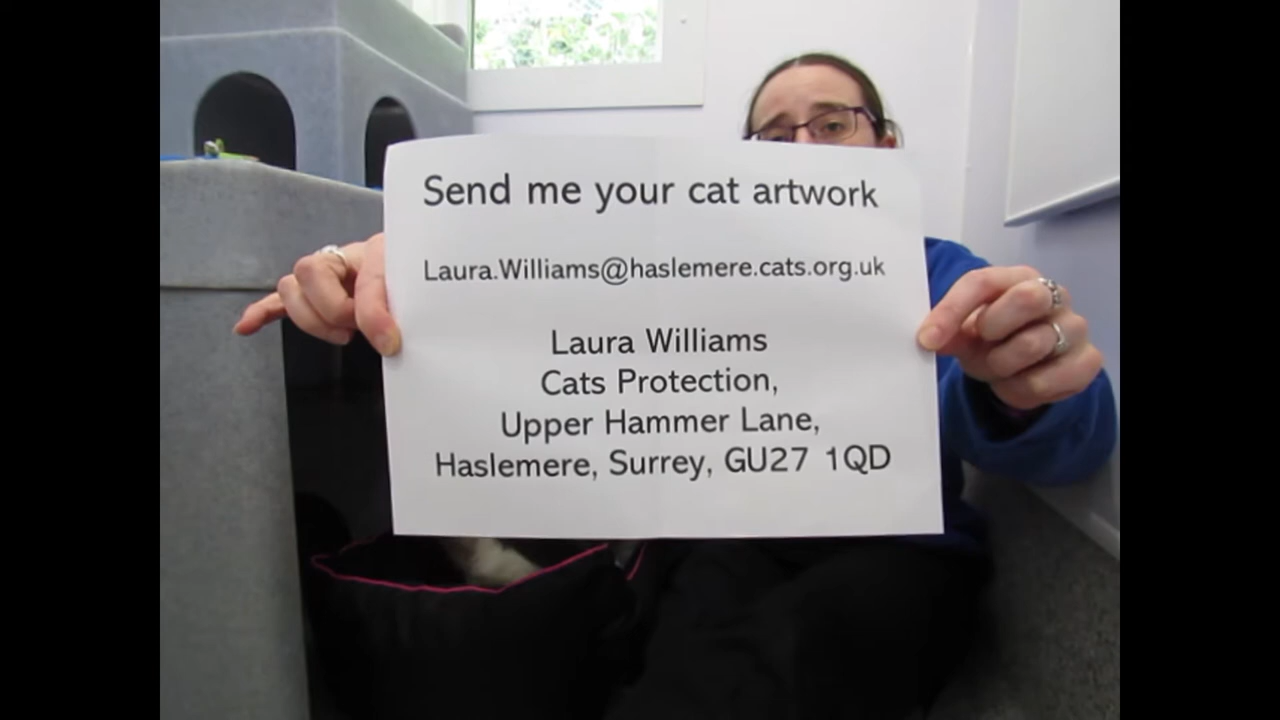 Send me your cat artwork
Laura.Williams@haslemere.cats.org.uk
Laura Williams
Cats Protection,
Upper Hammer Lane,
Haslemere, Surrey, GU27 1QD